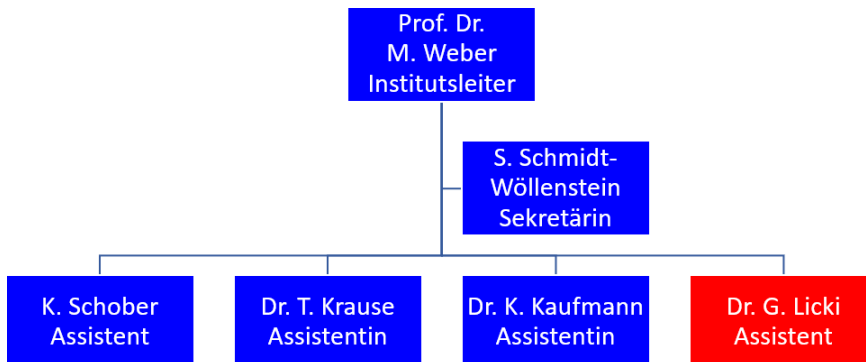 Prof. Dr.
M. Weber
Institutsleiter
S. Schmidt-
Wöllenstein
Sekretärin
K. Schober
Assistent
Dr. T. Krause
Assistentin
Dr. K. Kaufmann
Assistentin
Dr. G. Licki
Assistent